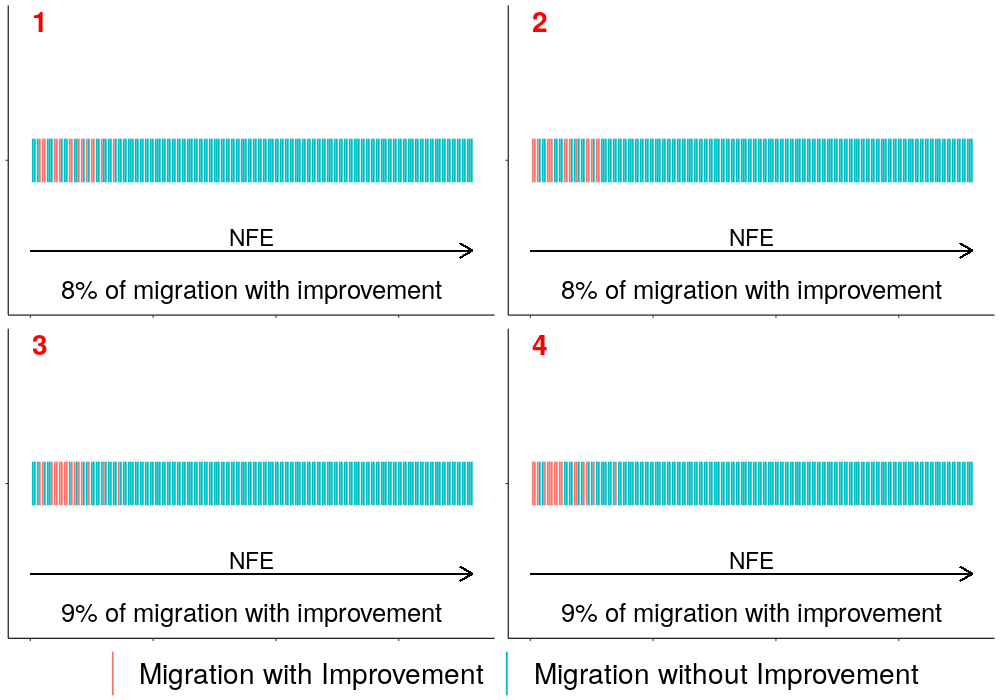 1
NFE
8% of migration with improvement
2
NFE
8% of migration with improvement
3
NFE
9% of migration with improvement
4
NFE
9% of migration with improvement
Migration with Improvement
Migration without Improvement